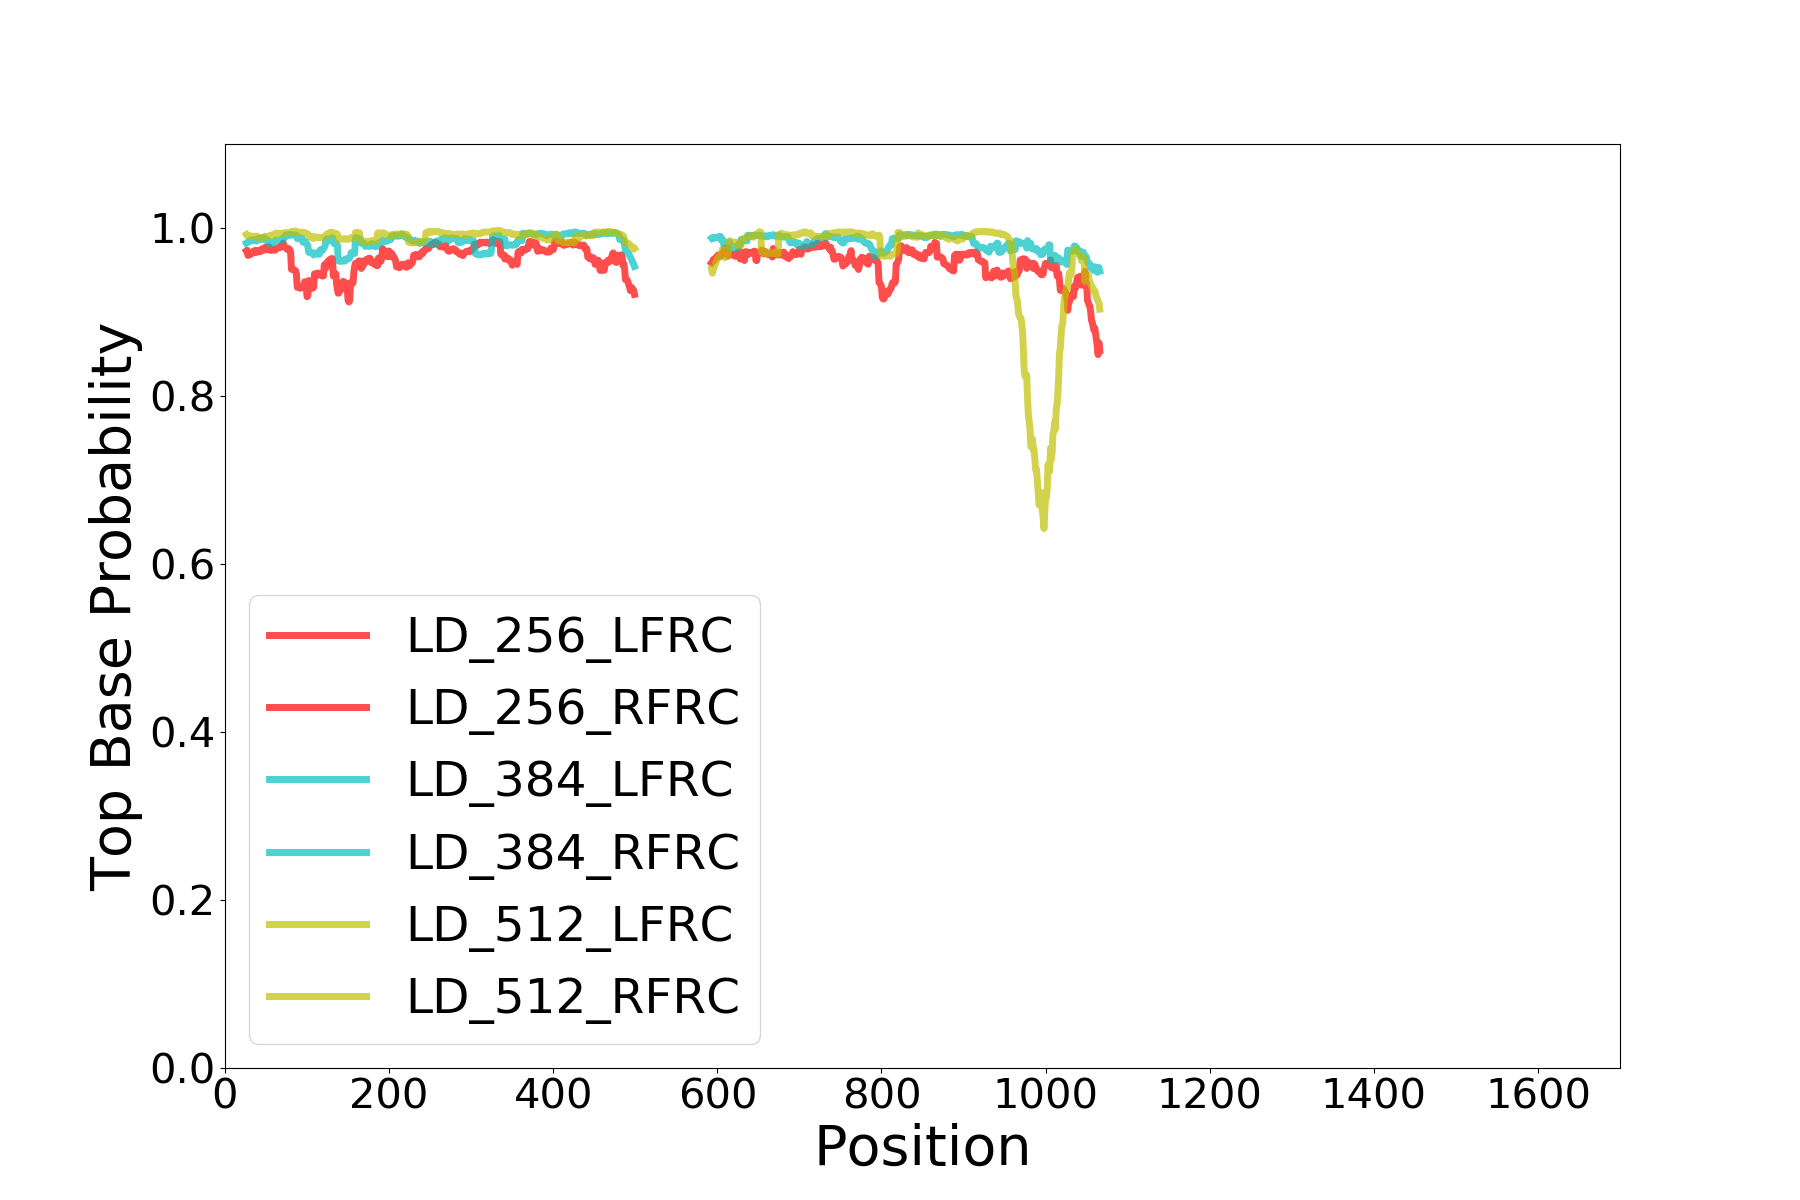 1.0
0.8
0.6
0.4
0.2
0.0
Top Base Probability
LD_256_LFRC
LD_256_RFRC
LD_384_LFRC
LD_384_RFRC
LD_512_LFRC
LD_512_RFRC
0 200 400 600 800 1000 1200 1400 1600
Position